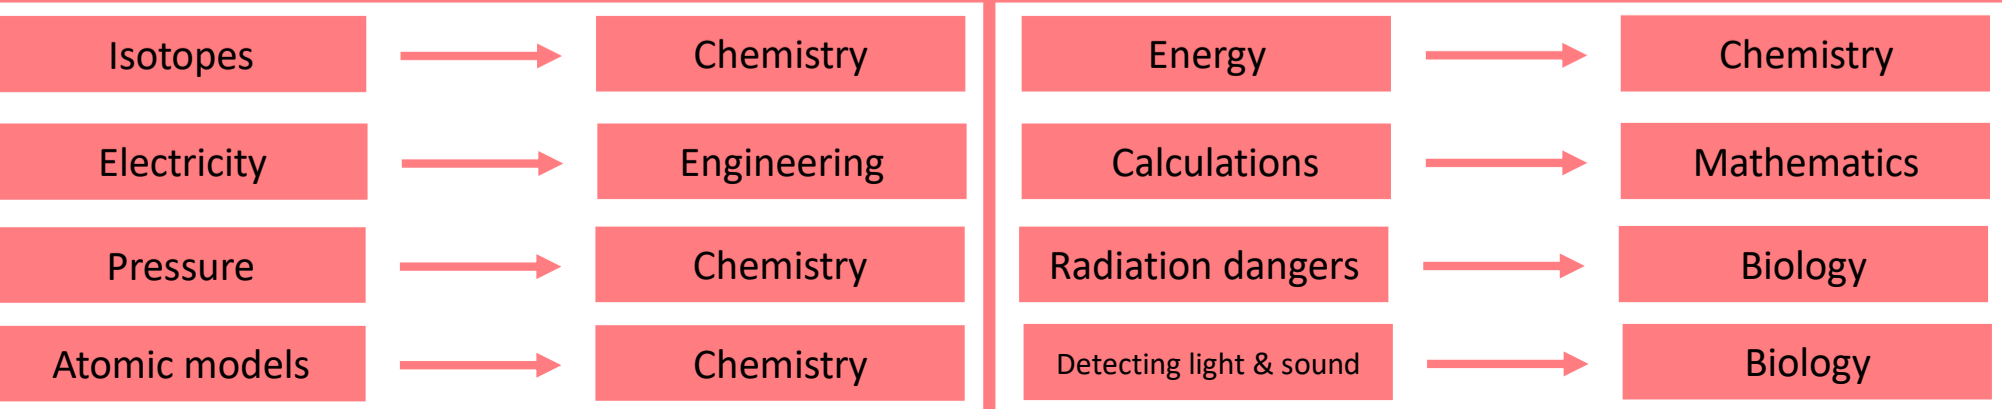 Isotopes
Chemistry
Electricity
Engineering
Pressure
Chemistry
Atomic models
Chemistry
Energy
Chemistry
Calculations
Mathematics
Radiation dangers
Biology
Detecting light & sound
Biology